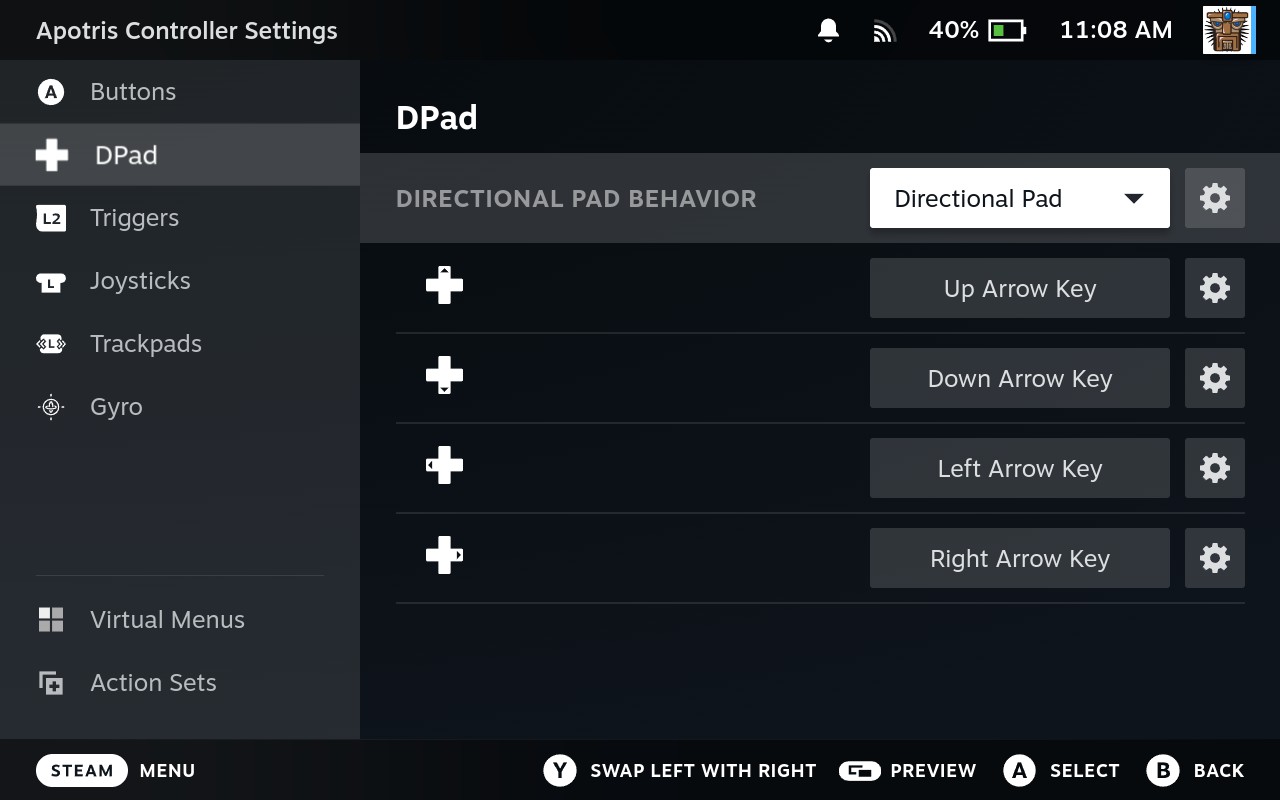 Apotris Controller Settings
40%
11:08 AM
A Buttons
DPad
L2 Triggers
L Joysticks
L Trackpads
Gyro
Virtual Menus
Action Sets
DPad
DIRECTIONAL PAD BEHAVIOR
Directional Pad
Up Arrow Key
Down Arrow Key
Left Arrow Key
Right Arrow Key
STEAM MENU
Y SWAP LEFT WITH RIGHT
PREVIEW
A SELECT
B BACK